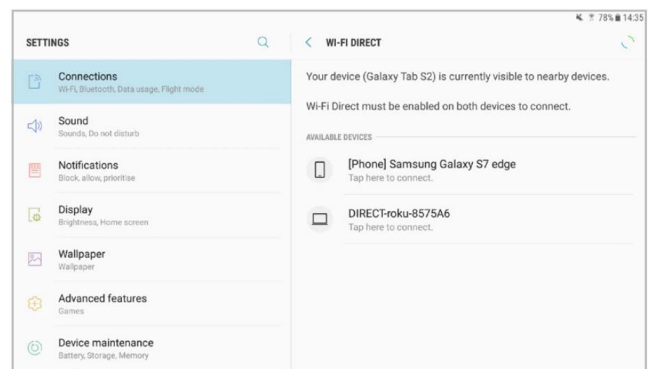 78% 14:35
SETTINGS
Connections
Wi-Fi, Bluetooth, Data usage, Flight mode
Sound
Sounds, Do not disturb
Notifications
Block, allow, prioritise
Display
Brightness, Home screen
Wallpaper
Wallpaper
Advanced features
Games
Device maintenance
Battery, Storage, Memory
WI-FI DIRECT
Your device (Galaxy Tab S2) is currently visible to nearby devices.
Wi-Fi Direct must be enabled on both devices to connect.
AVAILABLE DEVICES
[Phone] Samsung Galaxy S7 edge
Tap here to connect.
DIRECT-roku-8575A6
Tap here to connect.